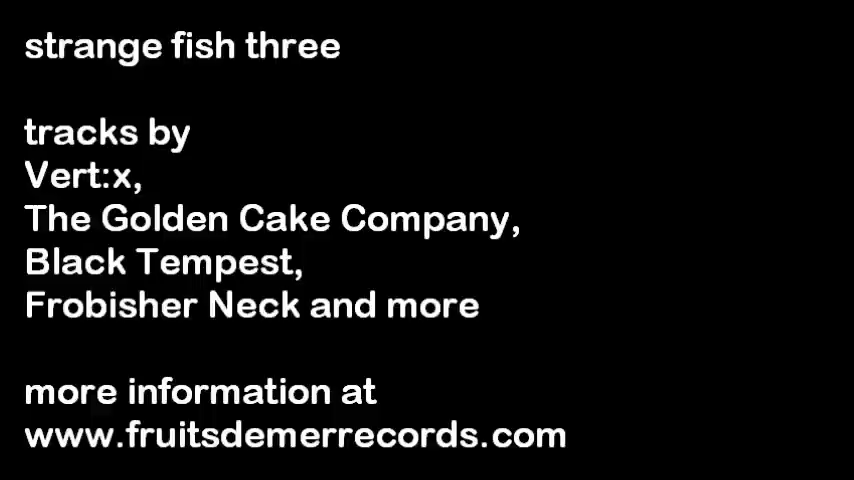 strange fish three
tracks by
Vert:x,
The Golden Cake Company,
Black Tempest,
Frobisher Neck and more
more information at
www.fruitsdemerrecords.com